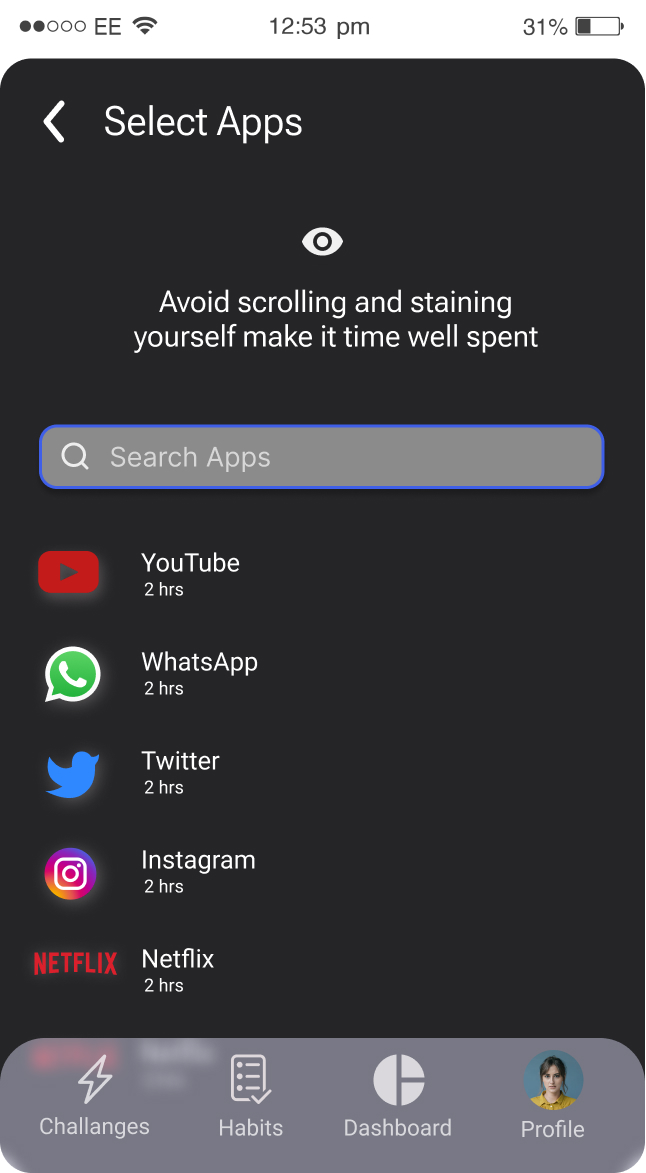 EE 12:53 pm 31%
Select Apps
Avoid scrolling and staining
yourself make it time well spent
Search Apps
YouTube
2 hrs
WhatsApp
2 hrs
Twitter
2 hrs
Instagram
2 hrs
NETFLIX Netflix
2 hrs
Challanges Habits Dashboard Profile